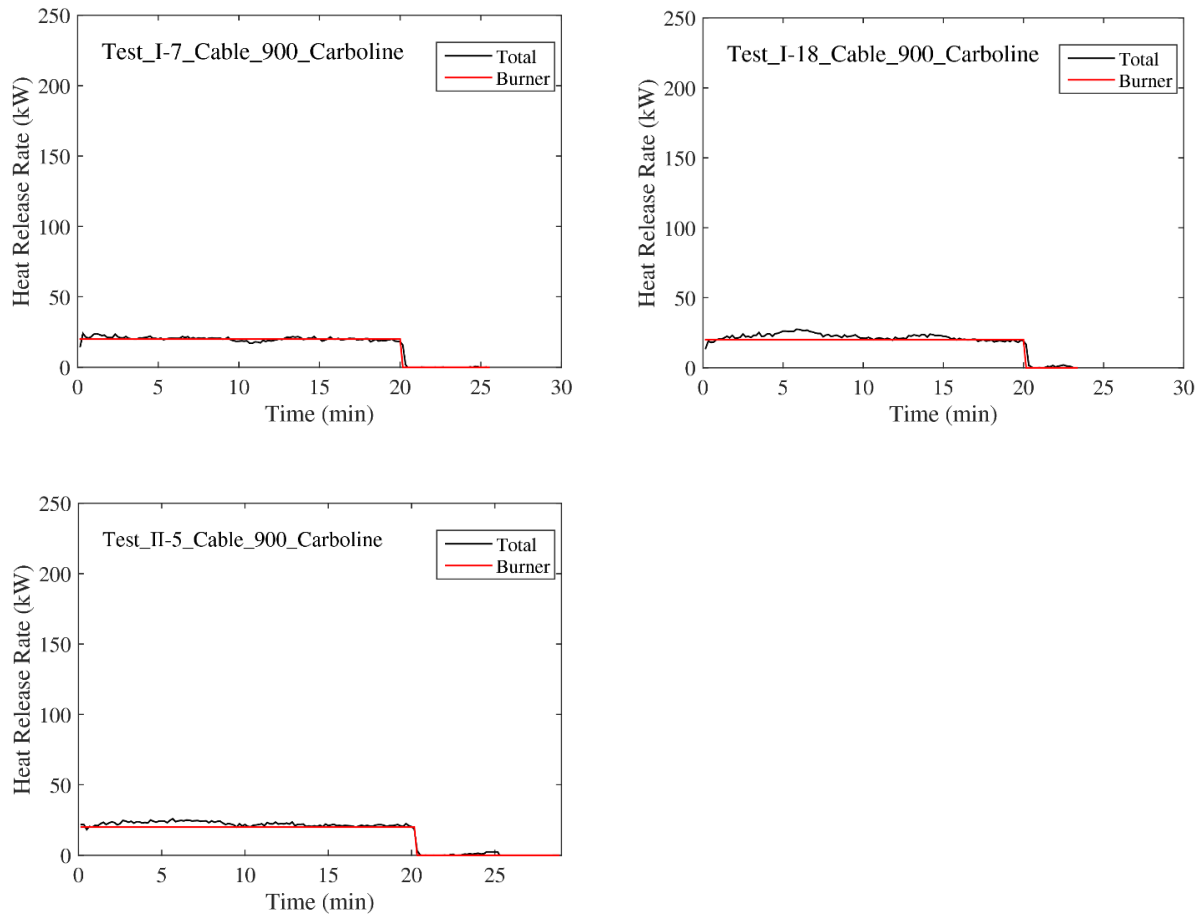 250
200
150
100
50
0
Heat Release Rate (kW)
Test_I-7_Cable_900_Carboline
Total
Burner
0 5 10 15 20 25 30
Time (min)
250
200
150
100
50
0
Heat Release Rate (kW)
Test_I-18_Cable_900_Carboline
Total
Burner
0 5 10 15 20 25 30
Time (min)
250
200
150
100
50
0
Heat Release Rate (kW)
Test_II-5_Cable_900_Carboline
Total
Burner
0 5 10 15 20 25
Time (min)